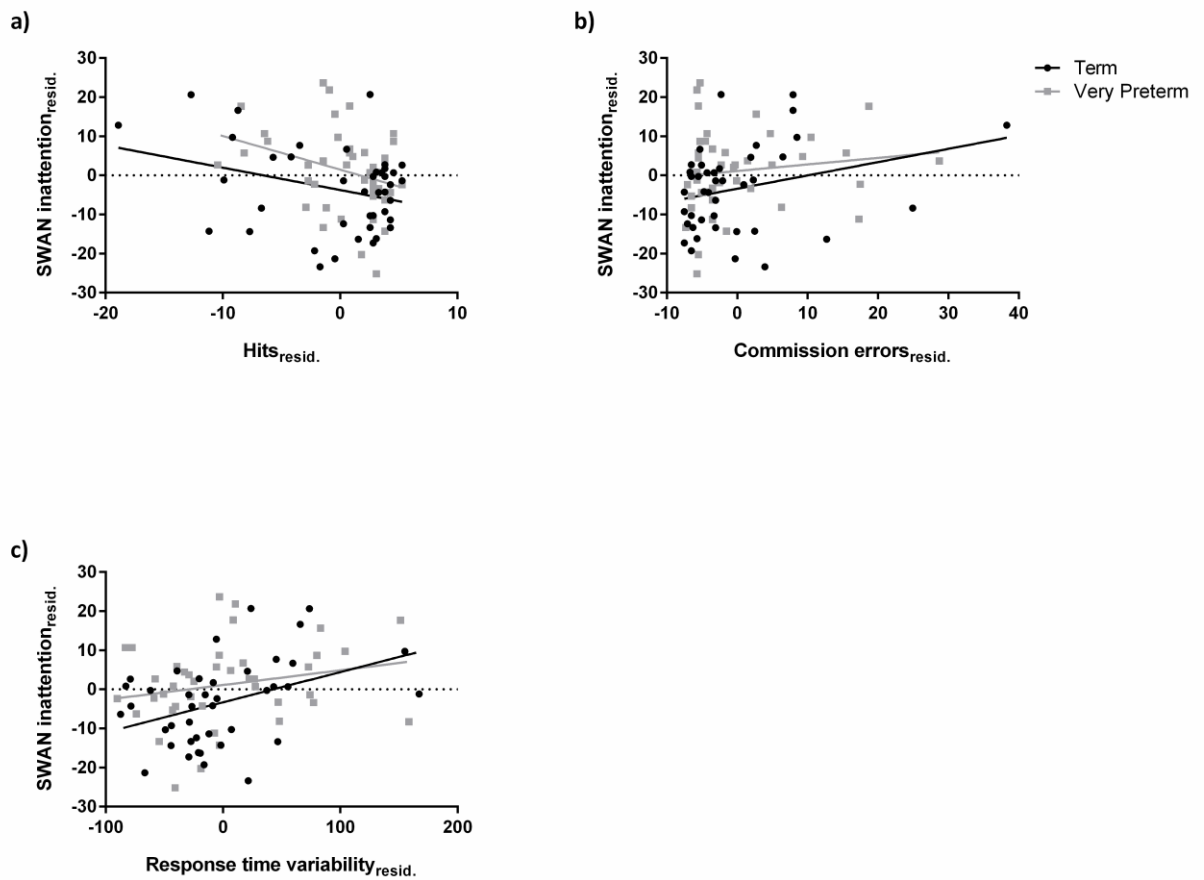 a)
30
20
10
0
-10
-20
-30
SWAN inattention resid.
-20 -10 0 10
Hits resid.
b)
30
20
10
0
-10
-20
-30
SWAN inattention resid.
-10 0 10 20 30 40
Commission errors resid.
Term
Very Preterm
c)
30
20
10
0
-10
-20
-30
SWAN inattention resid.
-100 0 100 200
Response time variability resid.